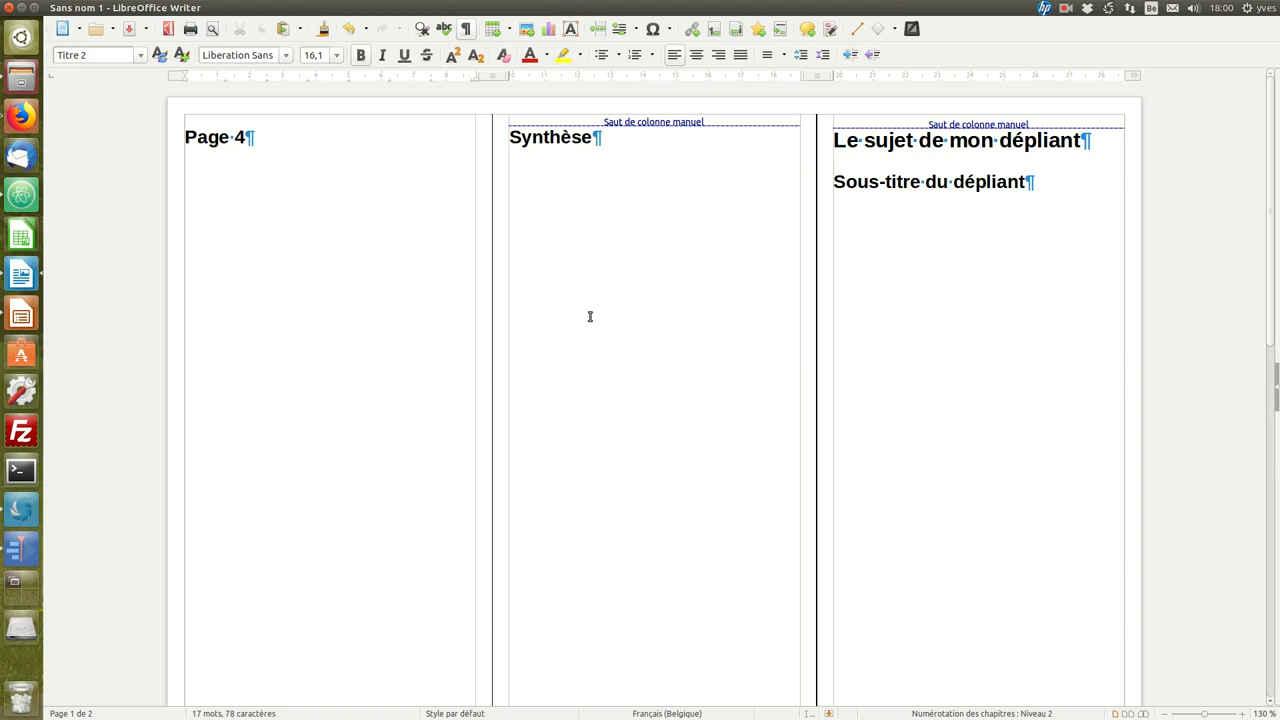 Sans nom 1 - LibreOffice Writer
Be
18:00
yves
Titre 2
Liberation Sans
16,1
Page·4¶
Saut de colonne manuel
Synthèse¶
Saut de colonne manuel
Le·sujet·de·mon·dépliant¶
Sous-titre·du·dépliant¶
Page 1 de 2
17 mots, 78 caractères
Style par défaut
Français (Belgique)
Numérotation des chapitres : Niveau 2
130 %